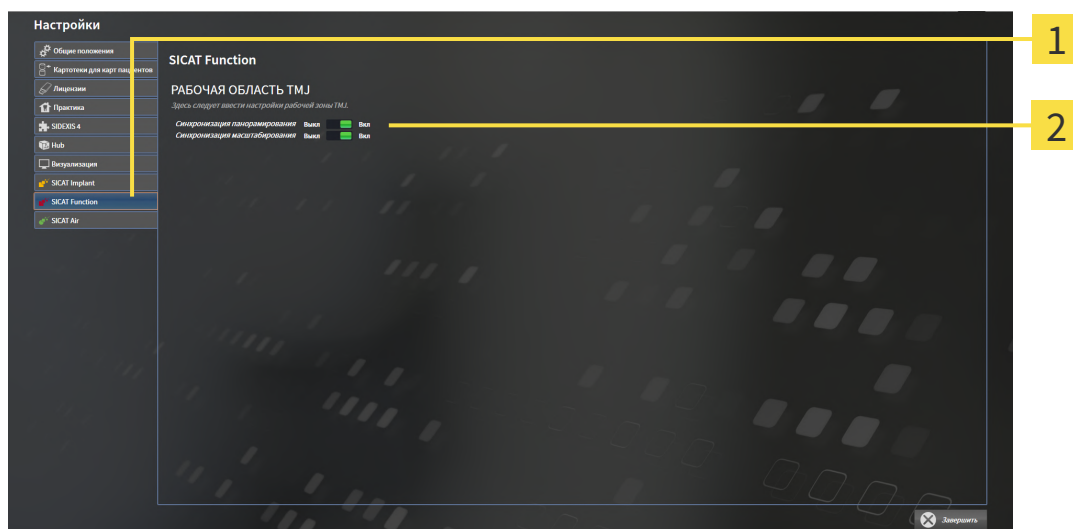 Настройки
1
Общие положения
Картотеки для карт пациентов
Лицензии
Практика
SIDEXIS 4
Hub
Визуализация
SICAT Implant
SICAT Function
SICAT Air
SICAT Function
РАБОЧАЯ ОБЛАСТЬ TMJ
Здесь следует ввести настройки рабочей зоны TMJ.
Синхронизация панорамирования Выкл Вкл
Синхронизация масштабирования Выкл Вкл
2
Завершить